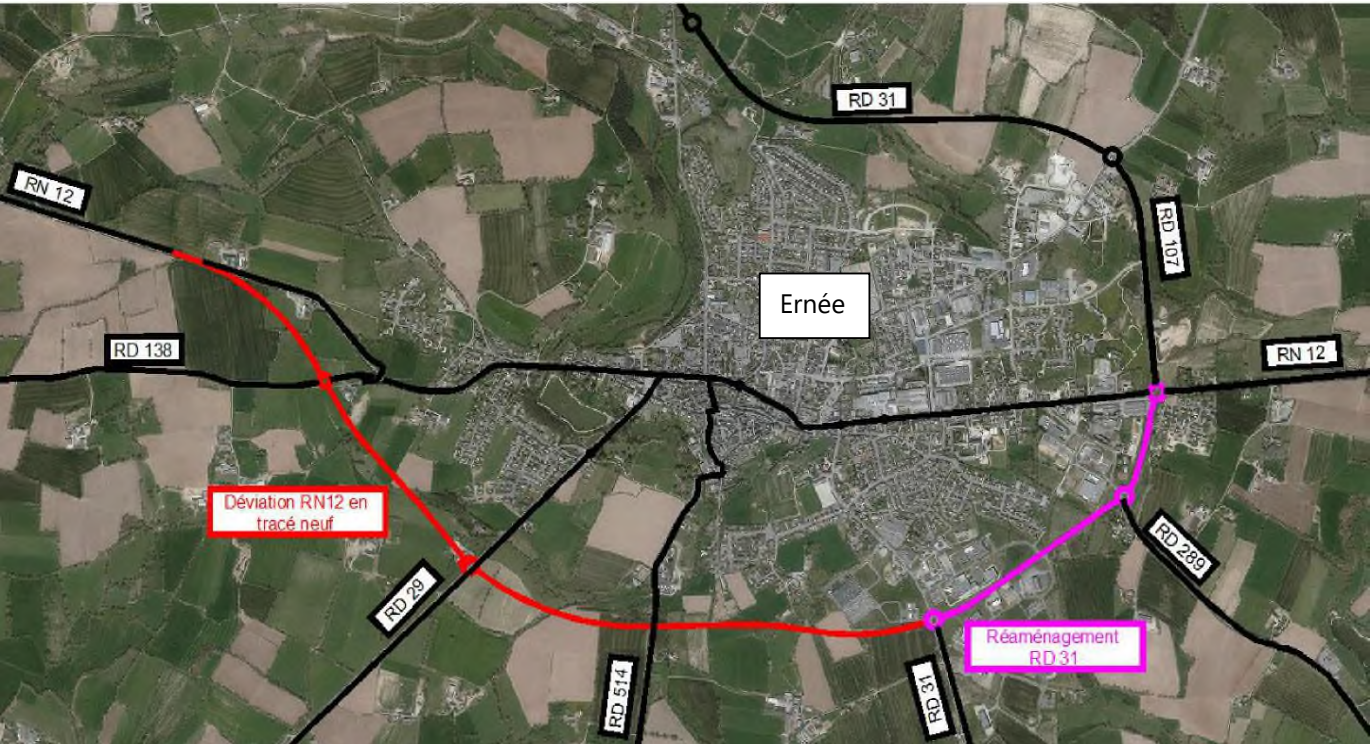 RD 31
RN 12
RD 107
Ernée
RD 138
RN 12
Déviation RN12 en
tracé neuf
RD 289
RD 29
Réaménagement
RD 31
RD 514
RD 31